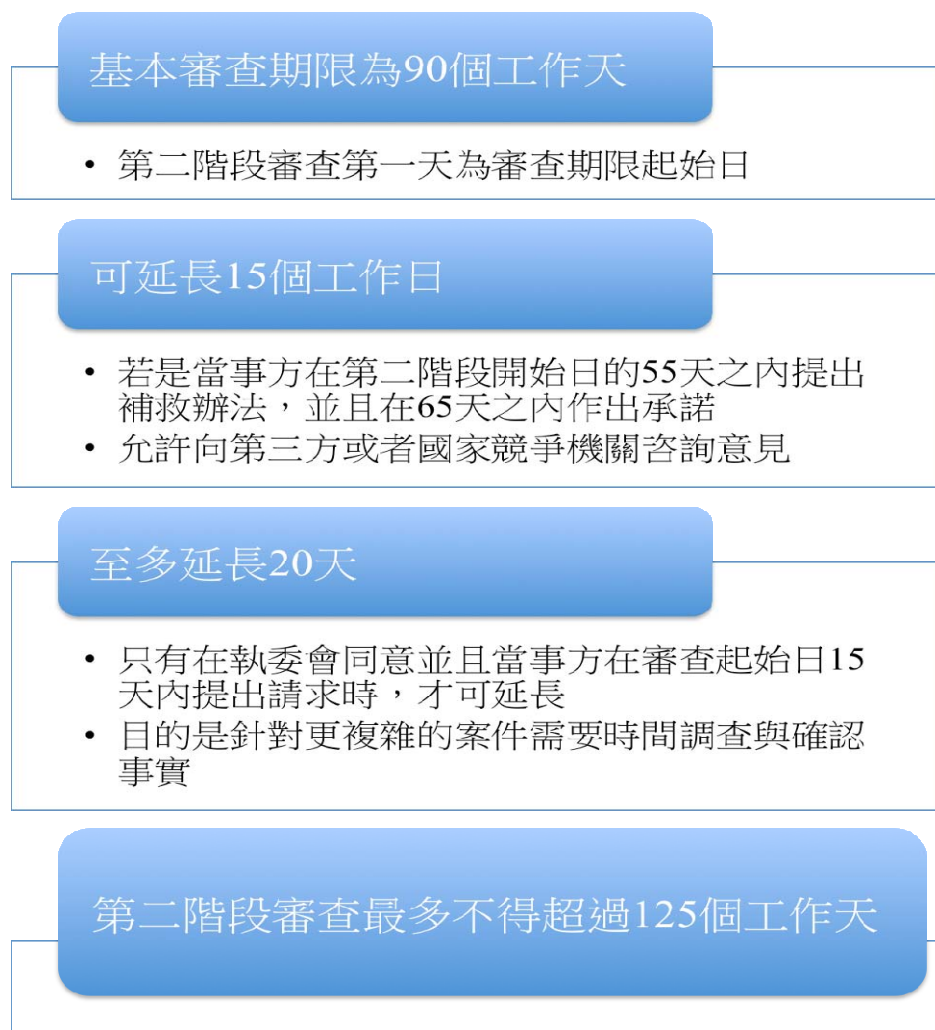 基本審查期限為90個工作天
• 第二階段審查第一天為審查期限起始日
可延長15個工作日
• 若是當事方在第二階段開始日的55天之內提出
補救辦法，並且在65天之內作出承諾
• 允許向第三方或者國家競爭機關咨詢意見
至多延長20天
• 只有在執委會同意並且當事方在審查起始日15
天內提出請求時，才可延長
• 目的是針對更複雜的案件需要時間調查與確認
事實
第二階段審查最多不得超過125個工作天